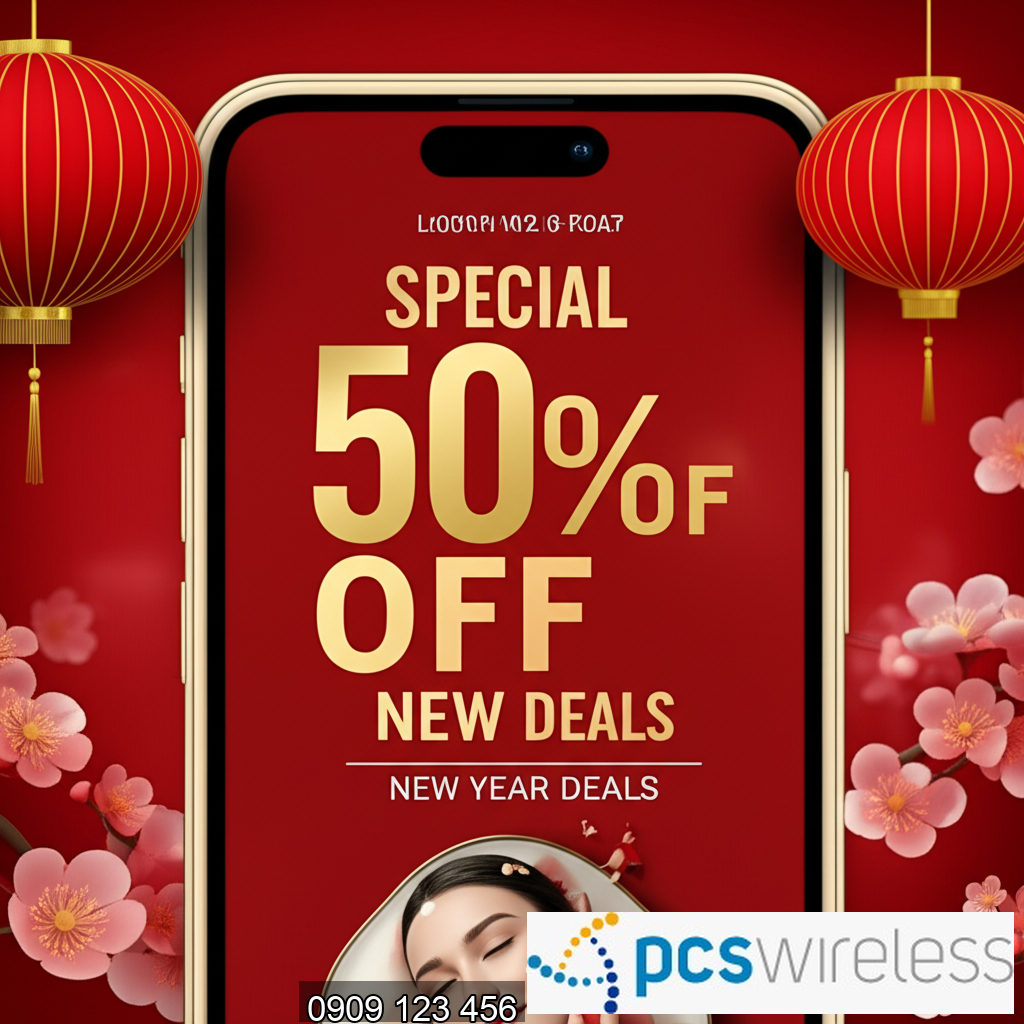 SPECIAL
50%OF
OFF
NEW DEALS
NEW YEAR DEALS
pcswireless
0909 123 456